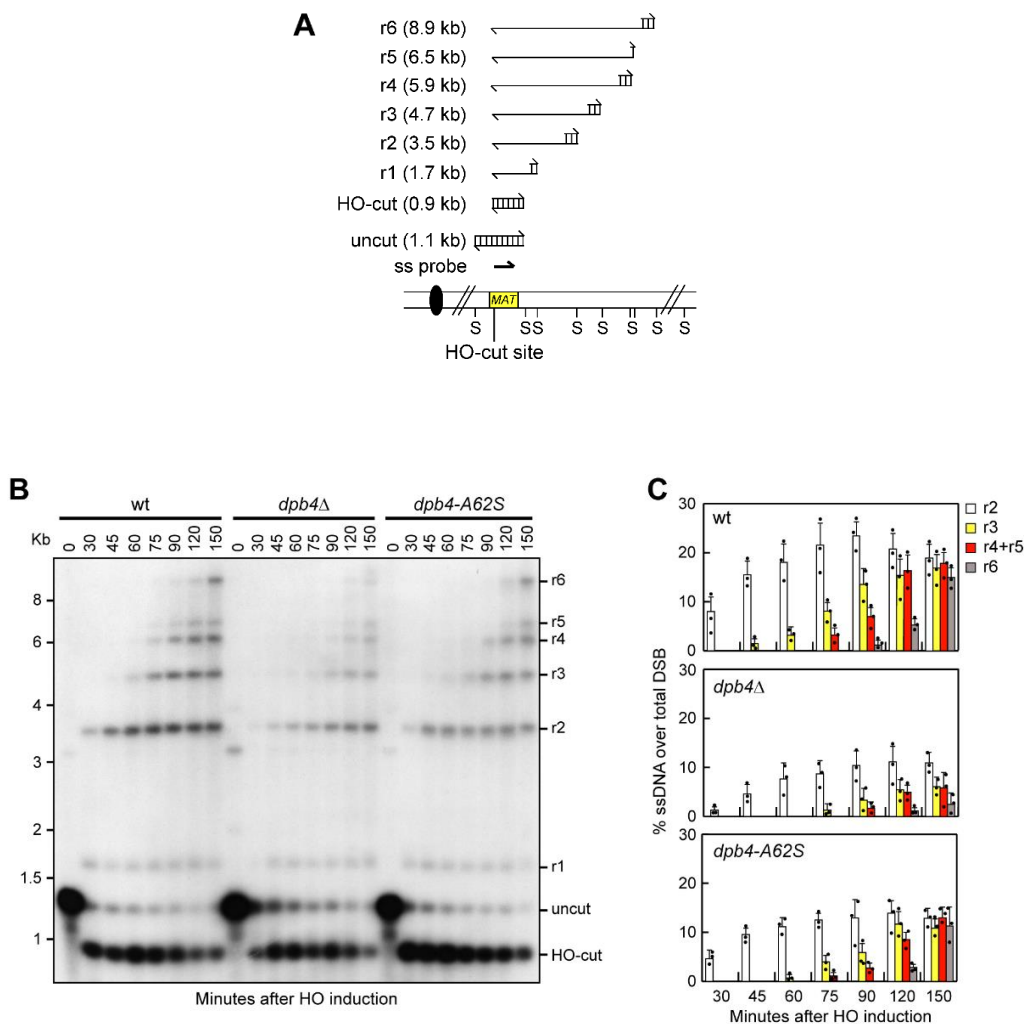 A
r6 (8.9 kb)
r5 (6.5 kb)
r4 (5.9 kb)
r3 (4.7 kb)
r2 (3.5 kb)
r1 (1.7 kb)
HO-cut (0.9 kb)
uncut (1.1 kb)
ss probe
MAT
S SS S S S S S
HO-cut site
B
wt dpb4Δ dpb4-A62S
Kb 0 30 45 60 75 90 120 150 0 30 45 60 75 90 120 150 0 30 45 60 75 90 120 150
8
6
4
3
2
1.5
1
r6
r5
r4
r3
r2
r1
uncut
HO-cut
Minutes after HO induction
C
% ssDNA over total DSB
30
20
10
0
wt
r2
r3
r4+r5
r6
30
20
10
0
dpb4Δ
30
20
10
0
dpb4-A62S
30 45 60 75 90 120 150
Minutes after HO induction